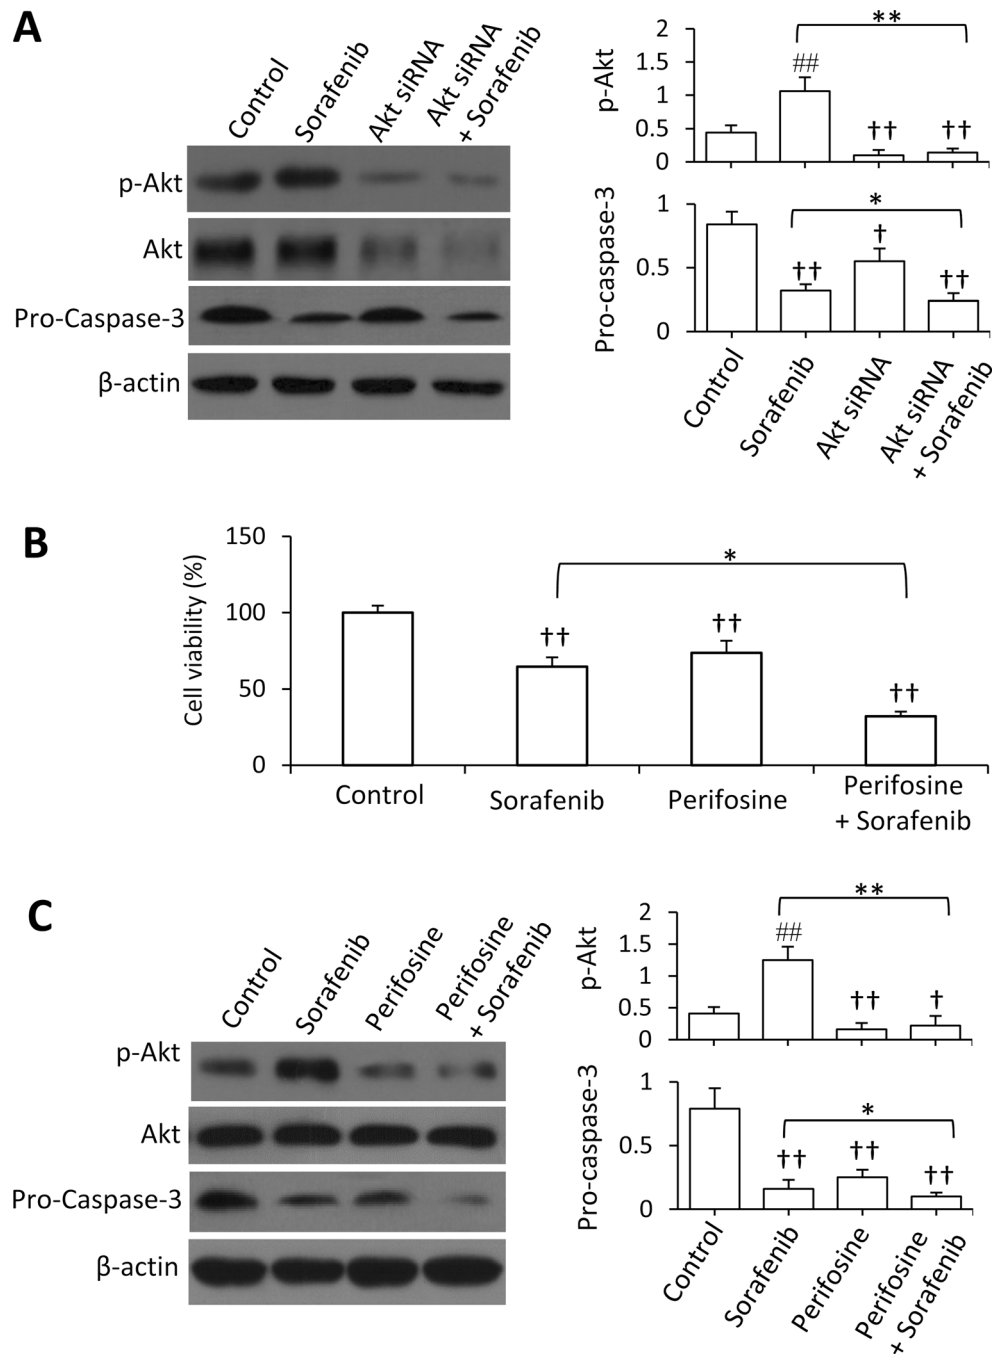 A
Control
Sorafenib
Akt siRNA
Akt siRNA
+ Sorafenib
p-Akt
Akt
Pro-Caspase-3
β-actin
p-Akt
2
1.5
1
0.5
0
**
##
††
††
Pro-caspase-3
1
0.5
0
*
††
†
††
Control
Sorafenib
Akt siRNA
Akt siRNA
+ Sorafenib
B
Cell viability (%)
150
100
50
0
*
††
††
††
Control
Sorafenib
Perifosine
Perifosine
+ Sorafenib
C
Control
Sorafenib
Perifosine
Perifosine
+ Sorafenib
p-Akt
Akt
Pro-Caspase-3
β-actin
p-Akt
2
1.5
1
0.5
0
**
##
††
†
Pro-caspase-3
1
0.5
0
*
††
††
††
Control
Sorafenib
Perifosine
Perifosine
+ Sorafenib